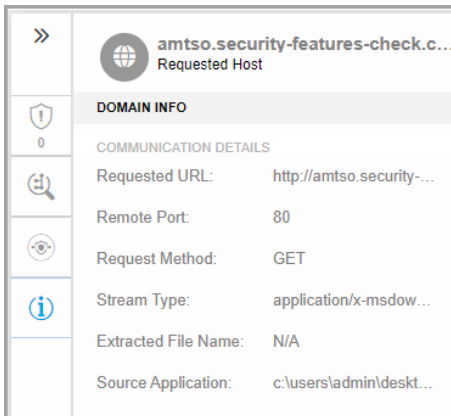 »
amtso.security-features-check.c...
Requested Host
DOMAIN INFO
0
COMMUNICATION DETAILS
Requested URL: http://amtso.security-...
Remote Port: 80
Request Method: GET
Stream Type: application/x-msdow...
Extracted File Name: N/A
Source Application: c:\users\admin\deskt...